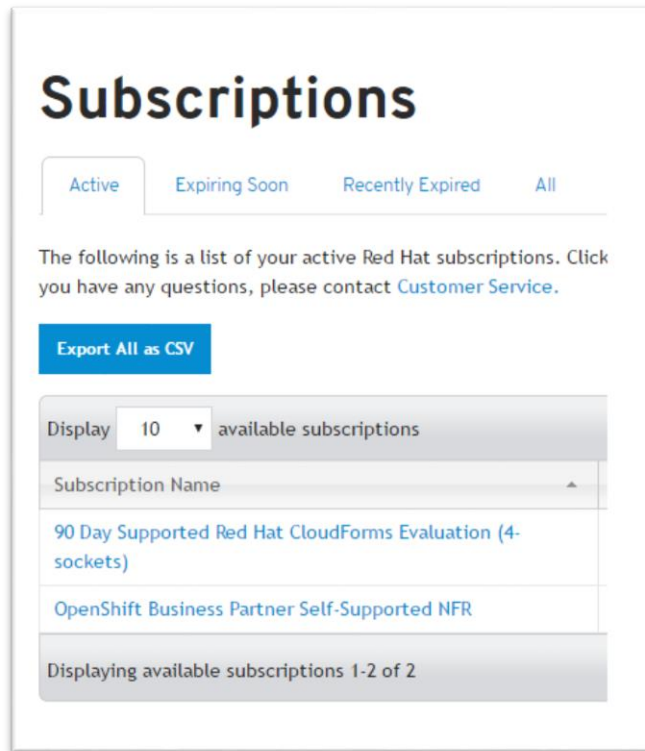 Subscriptions
Active Expiring Soon Recently Expired All
The following is a list of your active Red Hat subscriptions. Click
you have any questions, please contact Customer Service.
Export All as CSV
Display 10 available subscriptions
Subscription Name
90 Day Supported Red Hat CloudForms Evaluation (4-
sockets)
OpenShift Business Partner Self-Supported NFR
Displaying available subscriptions 1-2 of 2